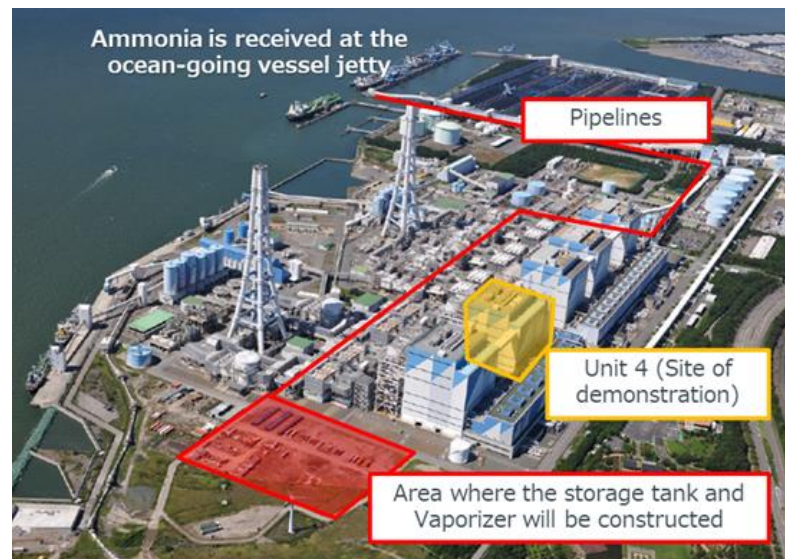 Ammonia is received at the
ocean-going vessel jetty
Pipelines
Unit 4 (Site of
demonstration)
Area where the storage tank and
Vaporizer will be constructed